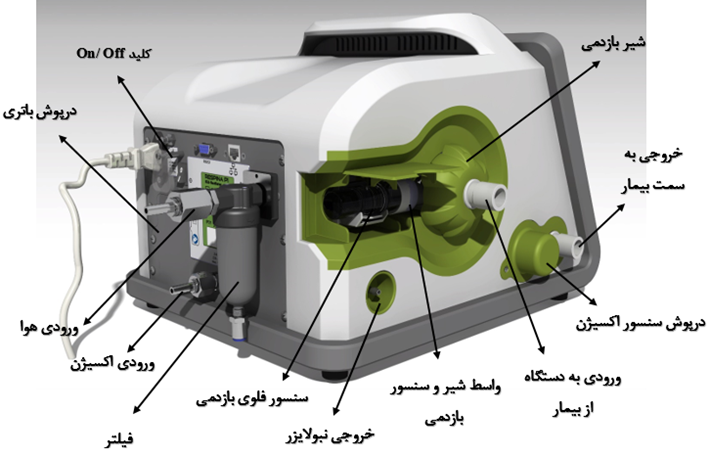 کلید On/ Off
شیر بازدمی
درپوش باتری
خروجی به
سمت بیمار
RESPINA
ورودی هوا
درپوش سنسور اکسیژن
ورودی اکسیژن
سنسور فلوی بازدمی
واسط شیر و سنسور
بازدمی
ورودی به دستگاه
از بیمار
فیلتر
خروجی نبولایزر